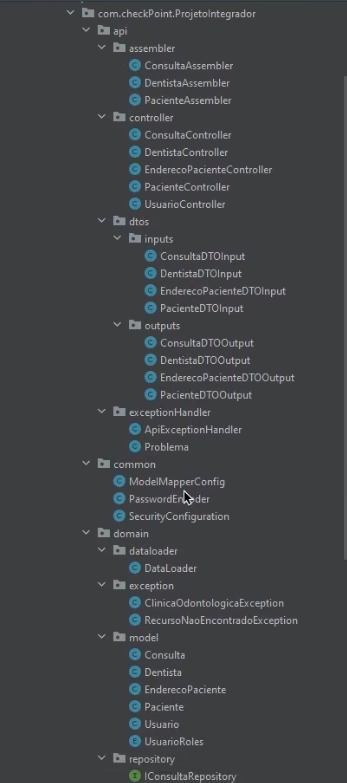 com.checkPoint.ProjetoIntegrador
api
assembler
ConsultaAssembler
DentistaAssembler
PacienteAssembler
controller
ConsultaController
DentistaController
EnderecoPacienteController
PacienteController
UsuarioController
dtos
inputs
ConsultaDTOInput
DentistaDTOInput
EnderecoPacienteDTOInput
PacienteDTOInput
outputs
ConsultaDTOOutput
DentistaDTOOutput
EnderecoPacienteDTOOutput
PacienteDTOOutput
exceptionHandler
ApiExceptionHandler
Problema
common
ModelMapperConfig
PasswordEncoder
SecurityConfiguration
domain
dataloader
DataLoader
exception
ClinicaOdontologicaException
RecursoNaoEncontradoException
model
Consulta
Dentista
EnderecoPaciente
Paciente
Usuario
UsuarioRoles
repository
IConsultaRepository